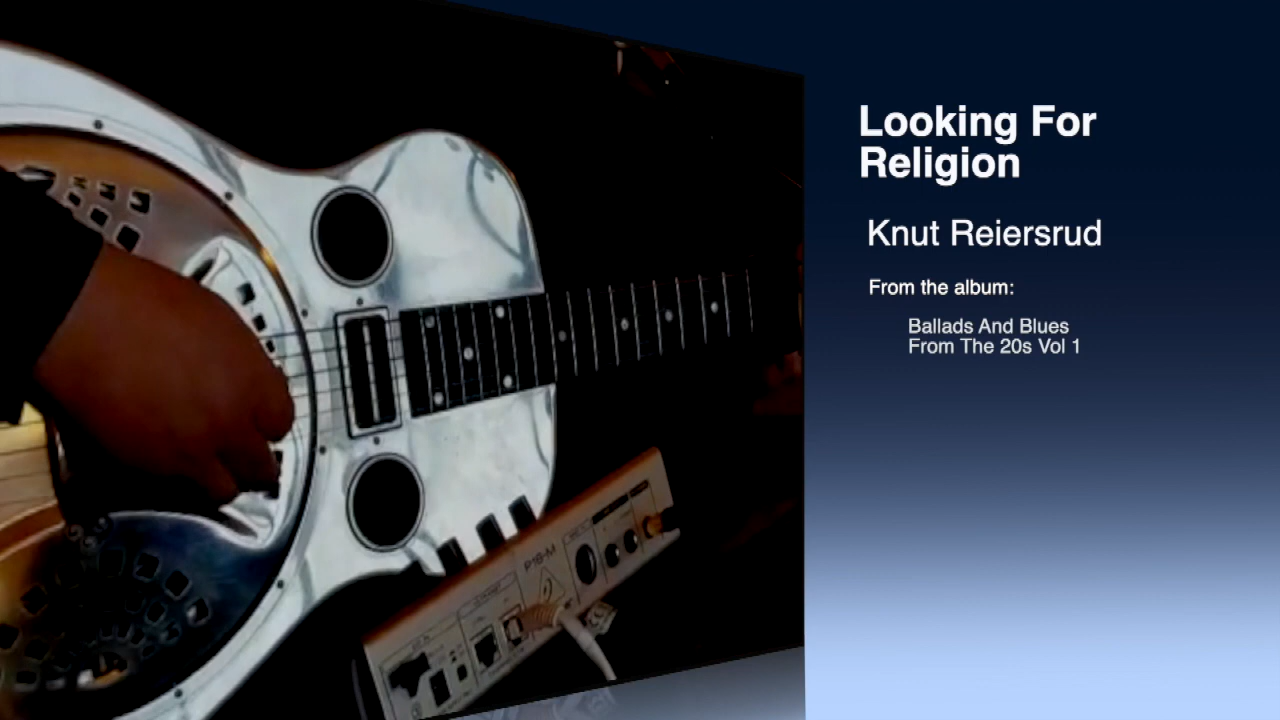 Looking For
Religion
Knut Reiersrud
From the album:
Ballads And Blues
From The 20s Vol 1
P16-M